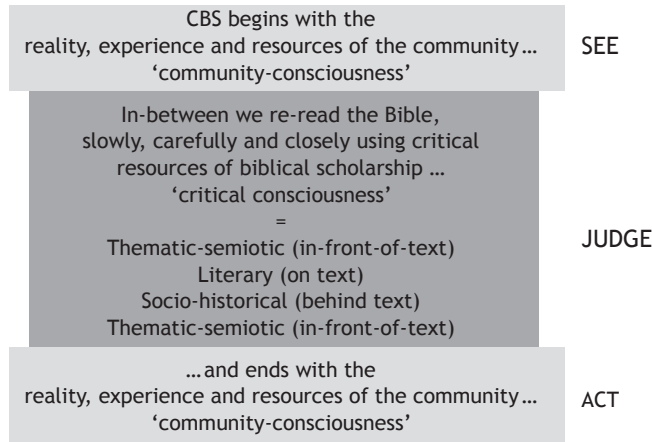 CBS begins with the
reality, experience and resources of the community…
‘community-consciousness’
SEE
In-between we re-read the Bible,
slowly, carefully and closely using critical
resources of biblical scholarship …
‘critical consciousness’
=
Thematic-semiotic (in-front-of-text)
Literary (on text)
Socio-historical (behind text)
Thematic-semiotic (in-front-of-text)
JUDGE
…and ends with the
reality, experience and resources of the community…
‘community-consciousness’
ACT